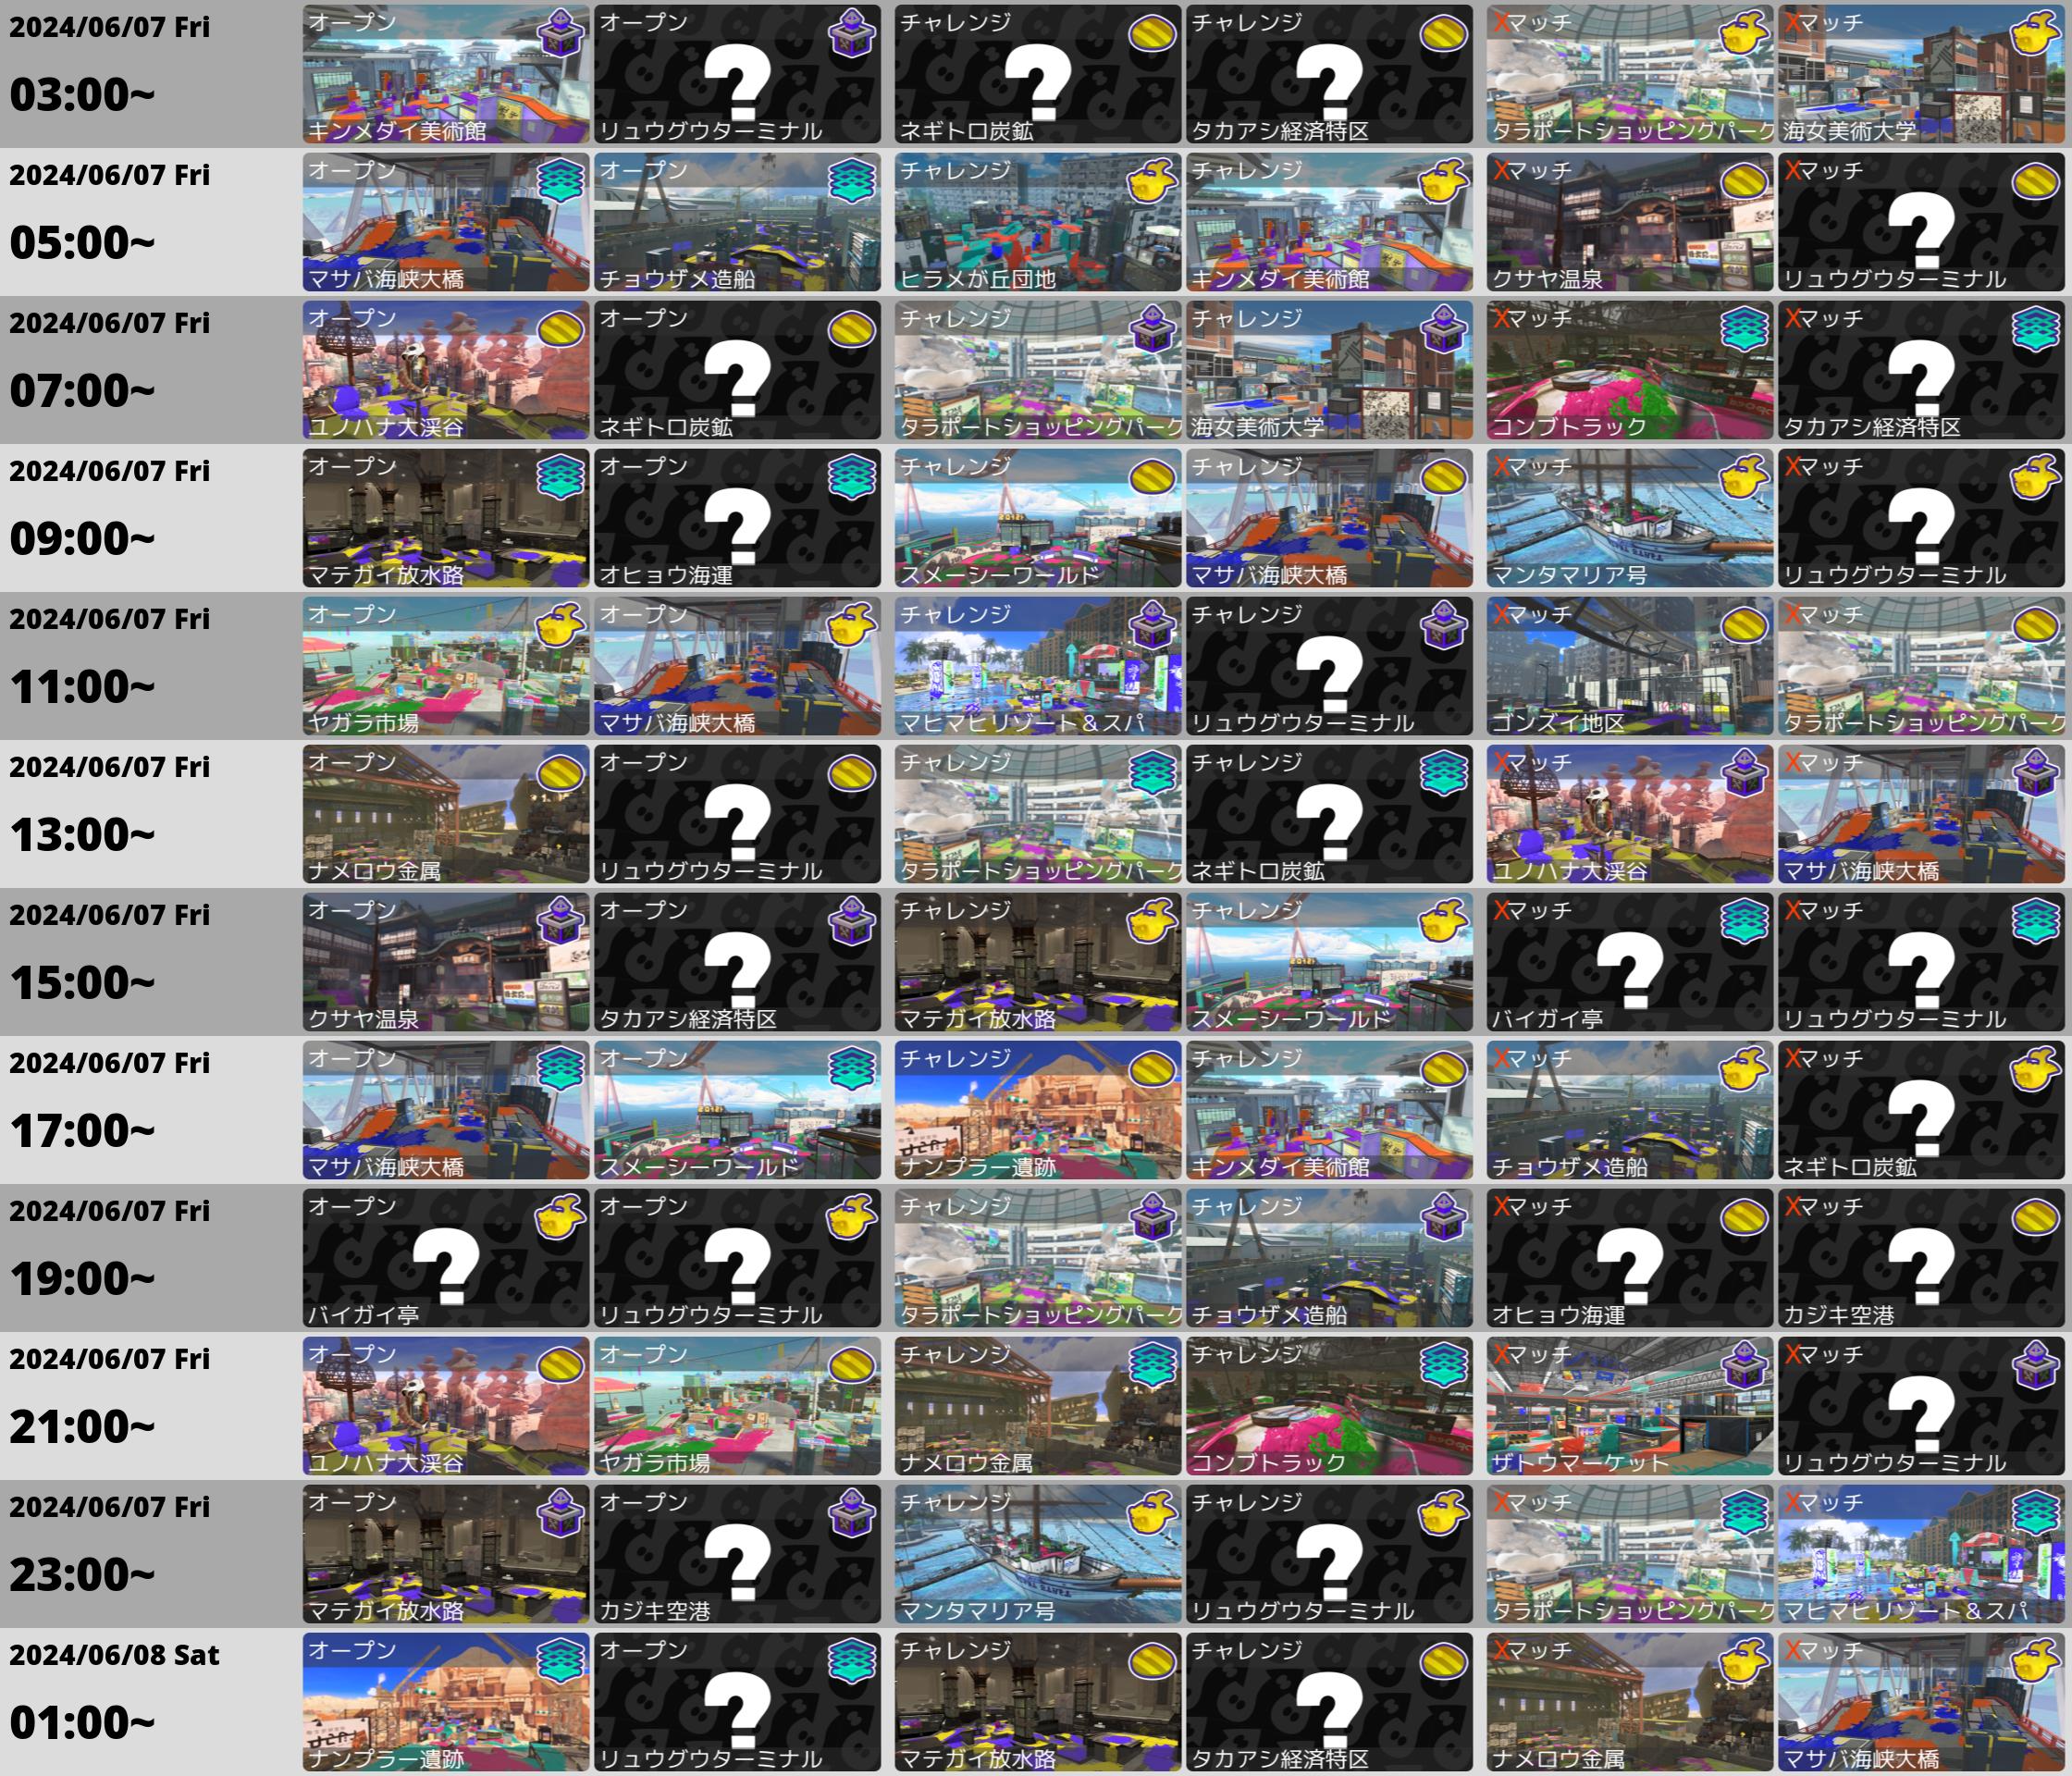 2024/06/07 Fri
03:00~
オープン オープン チャレンジ チャレンジ Xマッチ Xマッチ
キンメダイ美術館 リュウグウターミナル ネギトロ炭鉱 タカアシ経済特区 タラポートショッピングパーク 海女美術大学
2024/06/07 Fri
05:00~
オープン オープン チャレンジ チャレンジ Xマッチ Xマッチ
マサバ海峡大橋 チョウザメ造船 ヒラメが丘団地 キンメダイ美術館 クサヤ温泉 リュウグウターミナル
2024/06/07 Fri
07:00~
オープン オープン チャレンジ チャレンジ Xマッチ Xマッチ
ユノハナ大渓谷 ネギトロ炭鉱 タラポートショッピングパーク 海女美術大学 コンブトラック タカアシ経済特区
2024/06/07 Fri
09:00~
オープン オープン チャレンジ チャレンジ Xマッチ Xマッチ
マテガイ放水路 オヒョウ海運 スメーシーワールド マサバ海峡大橋 マンタマリア号 リュウグウターミナル
2024/06/07 Fri
11:00~
オープン オープン チャレンジ チャレンジ Xマッチ Xマッチ
ヤガラ市場 マサバ海峡大橋 マヒマヒリゾート＆スパ リュウグウターミナル ゴンズイ地区 タラポートショッピングパーク
2024/06/07 Fri
13:00~
オープン オープン チャレンジ チャレンジ Xマッチ Xマッチ
ナメロウ金属 リュウグウターミナル タラポートショッピングパーク ネギトロ炭鉱 ユノハナ大渓谷 マサバ海峡大橋
2024/06/07 Fri
15:00~
オープン オープン チャレンジ チャレンジ Xマッチ Xマッチ
クサヤ温泉 タカアシ経済特区 マテガイ放水路 スメーシーワールド バイガイ亭 リュウグウターミナル
2024/06/07 Fri
17:00~
オープン オープン チャレンジ チャレンジ Xマッチ Xマッチ
マサバ海峡大橋 スメーシーワールド ナンプラー遺跡 キンメダイ美術館 チョウザメ造船 ネギトロ炭鉱
2024/06/07 Fri
19:00~
オープン オープン チャレンジ チャレンジ Xマッチ Xマッチ
バイガイ亭 リュウグウターミナル タラポートショッピングパーク チョウザメ造船 オヒョウ海運 カジキ空港
2024/06/07 Fri
21:00~
オープン オープン チャレンジ チャレンジ Xマッチ Xマッチ
ユノハナ大渓谷 ヤガラ市場 ナメロウ金属 コンブトラック ザトウマーケット リュウグウターミナル
2024/06/07 Fri
23:00~
オープン オープン チャレンジ チャレンジ Xマッチ Xマッチ
マテガイ放水路 カジキ空港 マンタマリア号 リュウグウターミナル タラポートショッピングパーク マヒマヒリゾート＆スパ
2024/06/08 Sat
01:00~
オープン オープン チャレンジ チャレンジ Xマッチ Xマッチ
ナンプラー遺跡 リュウグウターミナル マテガイ放水路 タカアシ経済特区 ナメロウ金属 マサバ海峡大橋